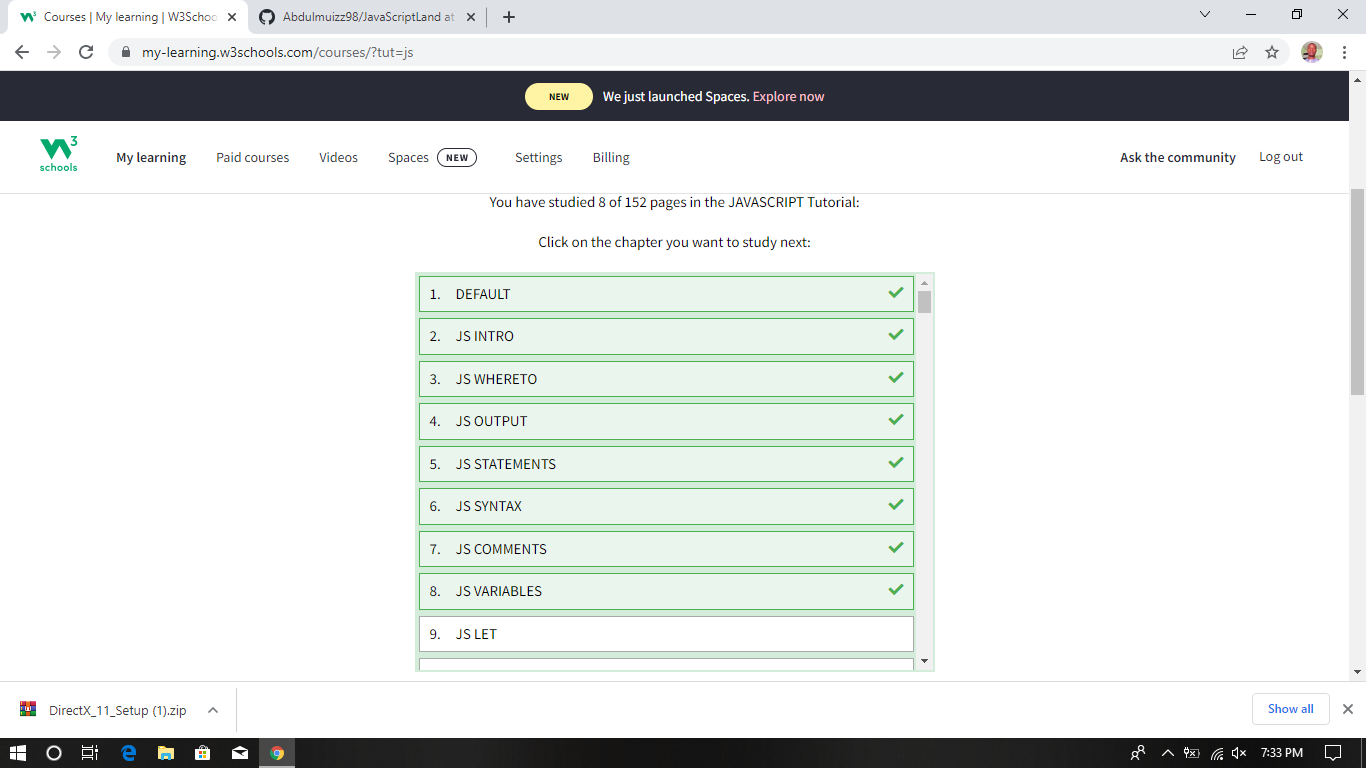 Courses | My learning | W3Schoo
Abdulmuizz98/JavaScriptLand at
my-learning.w3schools.com/courses/?tut=js
NEW We just launched Spaces. Explore now
W3 schools My learning Paid courses Videos Spaces NEW Settings Billing Ask the community Log out
You have studied 8 of 152 pages in the JAVASCRIPT Tutorial:
Click on the chapter you want to study next:
1. DEFAULT
2. JS INTRO
3. JS WHERETO
4. JS OUTPUT
5. JS STATEMENTS
6. JS SYNTAX
7. JS COMMENTS
8. JS VARIABLES
9. JS LET
DirectX_11_Setup (1).zip Show all
7:33 PM